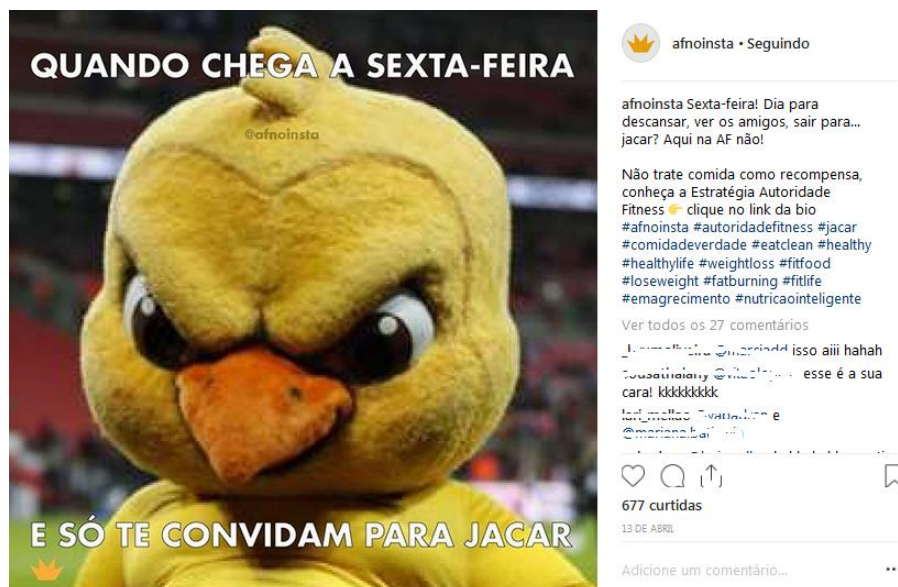 QUANDO CHEGA A SEXTA-FEIRA
@afnoinsta
E SÓ TE CONVIDAM PARA JACAR
afnoinsta • Seguindo
afnoinsta Sexta-feira! Dia para
descansar, ver os amigos, sair para...
jacar? Aqui na AF não!
Não trate comida como recompensa,
conheça a Estratégia Autoridade
Fitness 👉 clique no link da bio
#afnoinsta #autoridadefitness #jacar
#comidadeverdade #eatclean #healthy
#healthylife #weightloss #fitfood
#loseweight #fatburning #fitlife
#emagrecimento #nutricaointeligente
Ver todos os 27 comentários
isso aiii hahah
esse é a sua
cara! kkkkkkkkk
e
677 curtidas
13 DE ABRIL
Adicione um comentário...